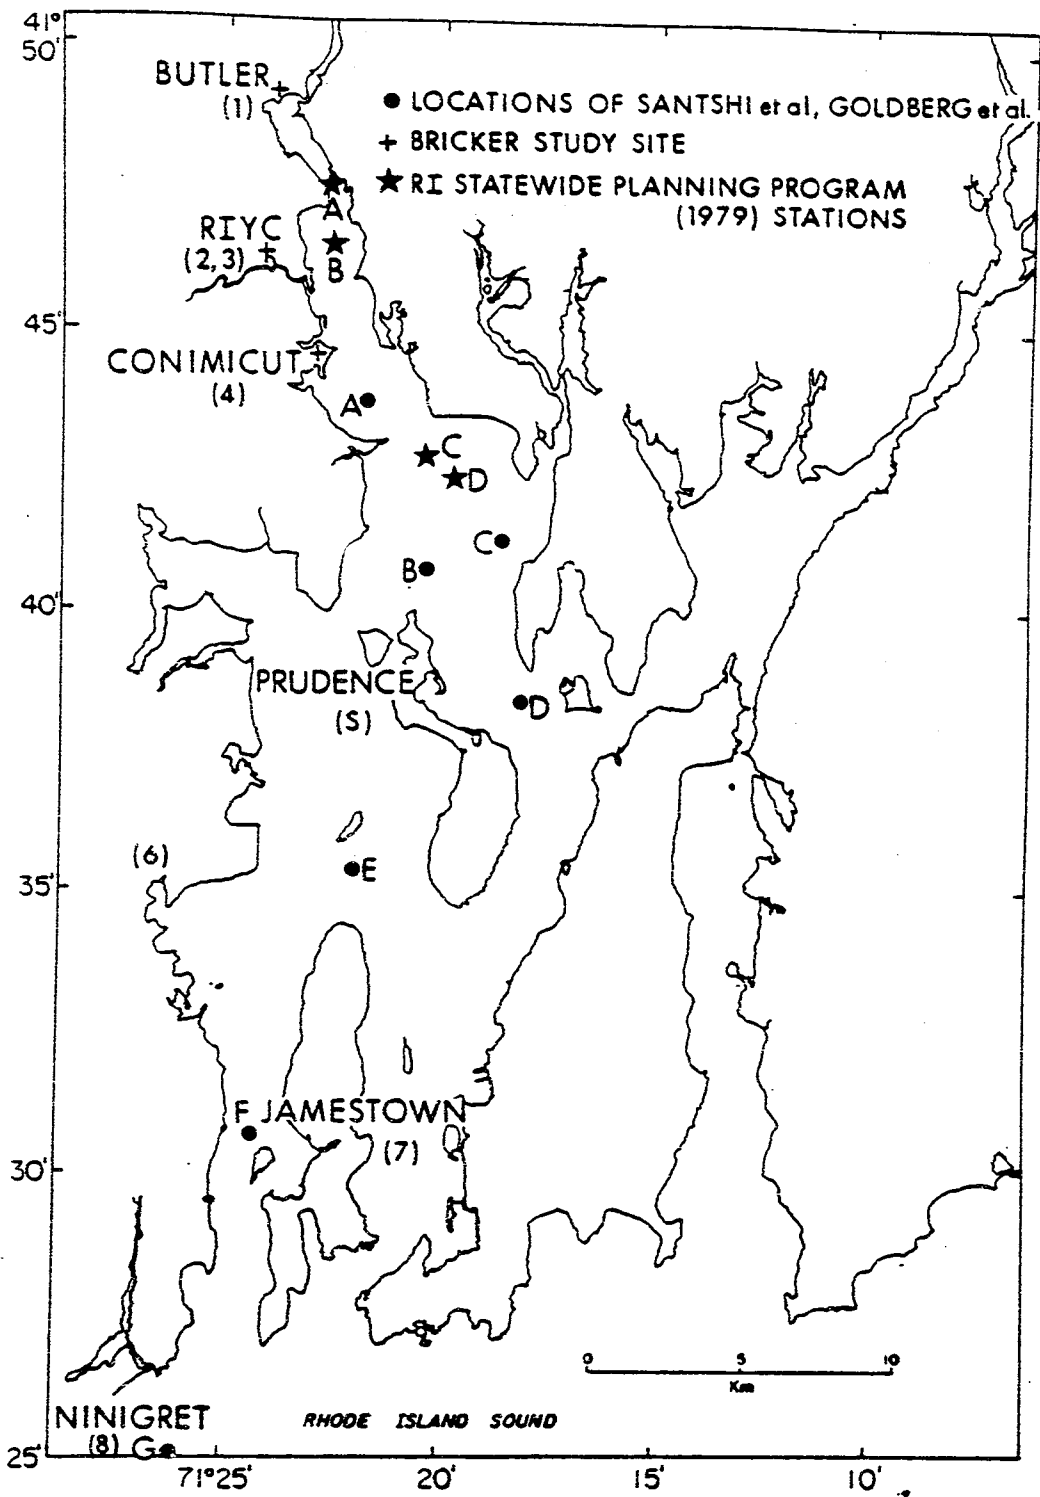 41°
50'
BUTLER
(1)
● LOCATIONS OF SANTSHI et al, GOLDBERG et al.
+ BRICKER STUDY SITE
★ RI STATEWIDE PLANNING PROGRAM
(1979) STATIONS
A
RIYC
(2,3)
B
45'
CONIMICUT
(4)
A
C
D
C
B
40'
PRUDENCE
(S)
D
(6)
E
35'
F JAMESTOWN
(7)
30'
0 5 10
Km
NINIGRET
RHODE ISLAND SOUND
(8) G
25'
71°25' 20' 15' 10'